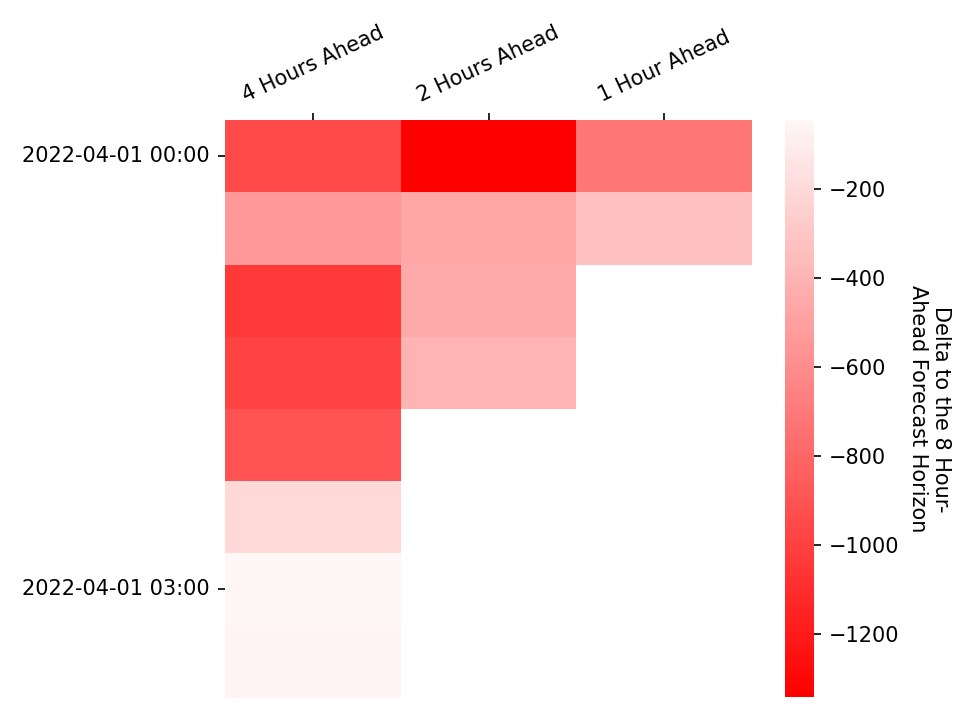 4 Hours Ahead
2 Hours Ahead
1 Hour Ahead
2022-04-01 00:00
2022-04-01 03:00
−200
−400
−600
−800
−1000
−1200
Delta to the 8 Hour-
Ahead Forecast Horizon